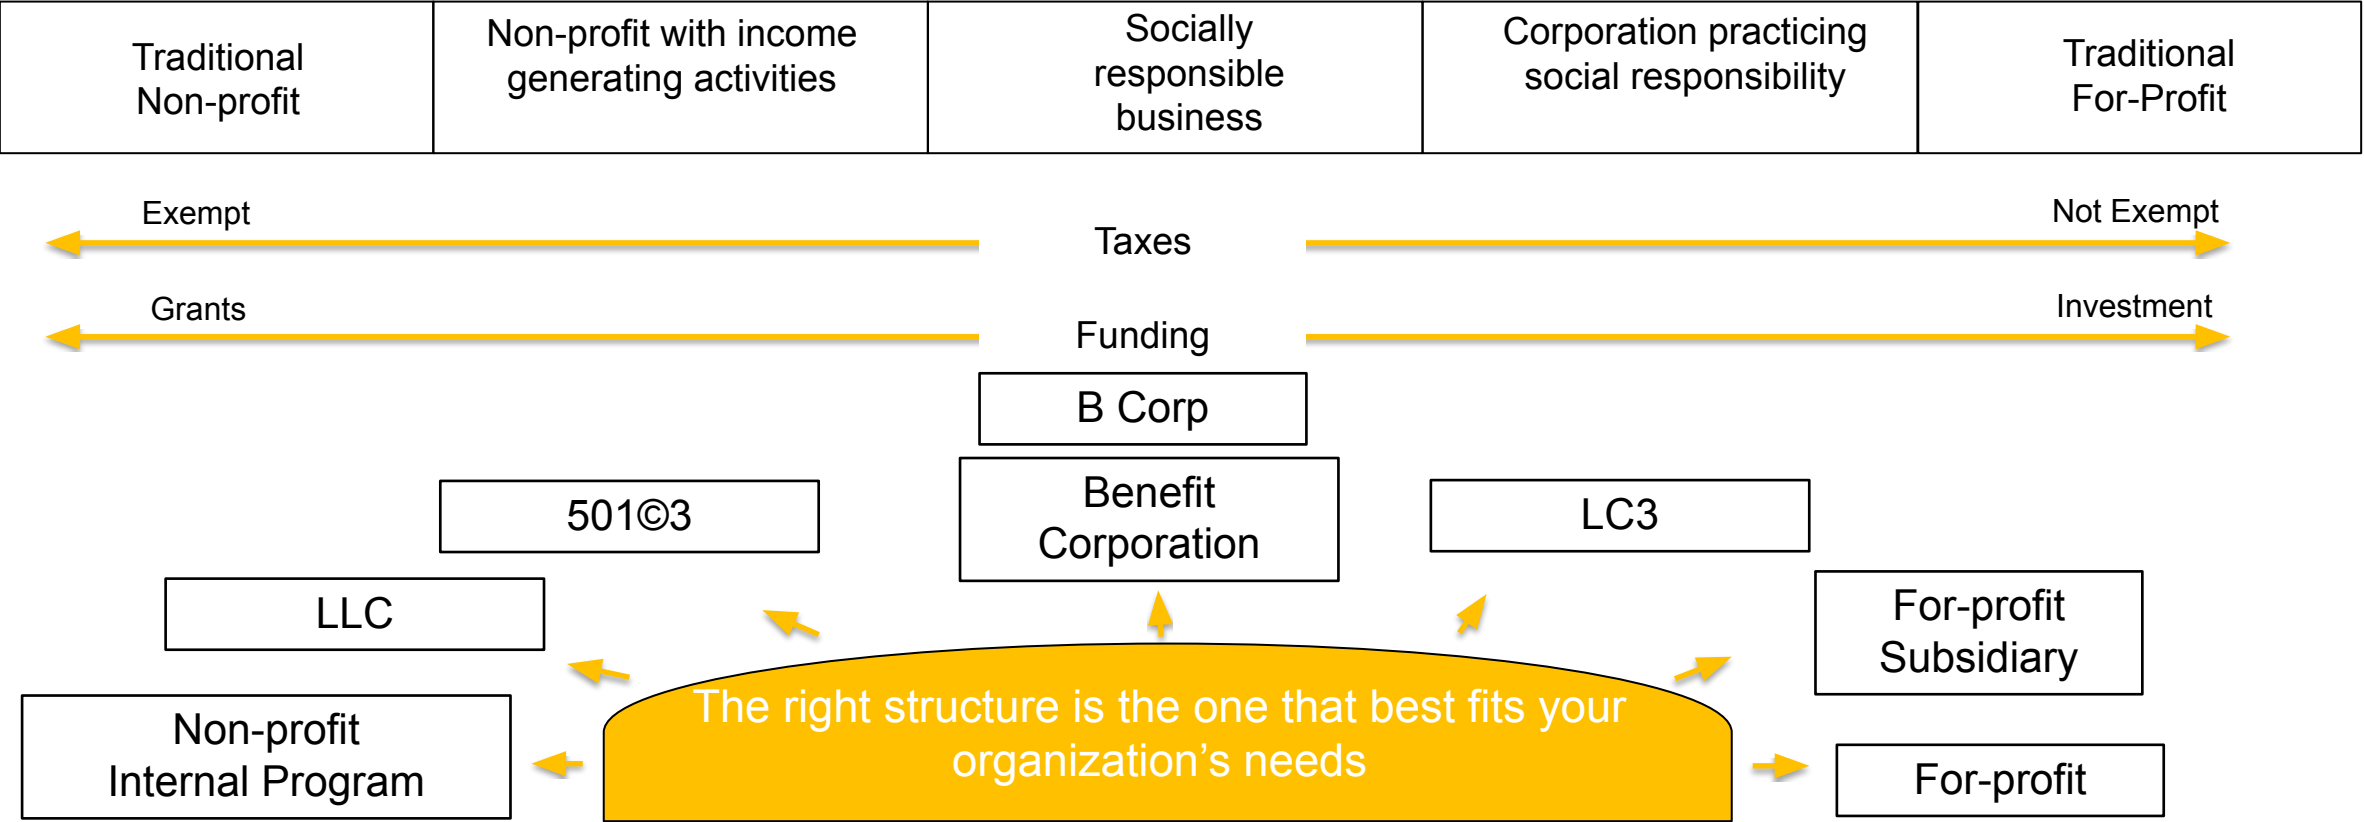 Traditional
Non-profit
Non-profit with income
generating activities
Socially
responsible
business
Corporation practicing
social responsibility
Traditional
For-Profit
Exempt
Taxes
Not Exempt
Grants
Funding
Investment
B Corp
Benefit
Corporation
501©3
LC3
LLC
For-profit
Subsidiary
Non-profit
Internal Program
The right structure is the one that best fits your
organization’s needs
For-profit